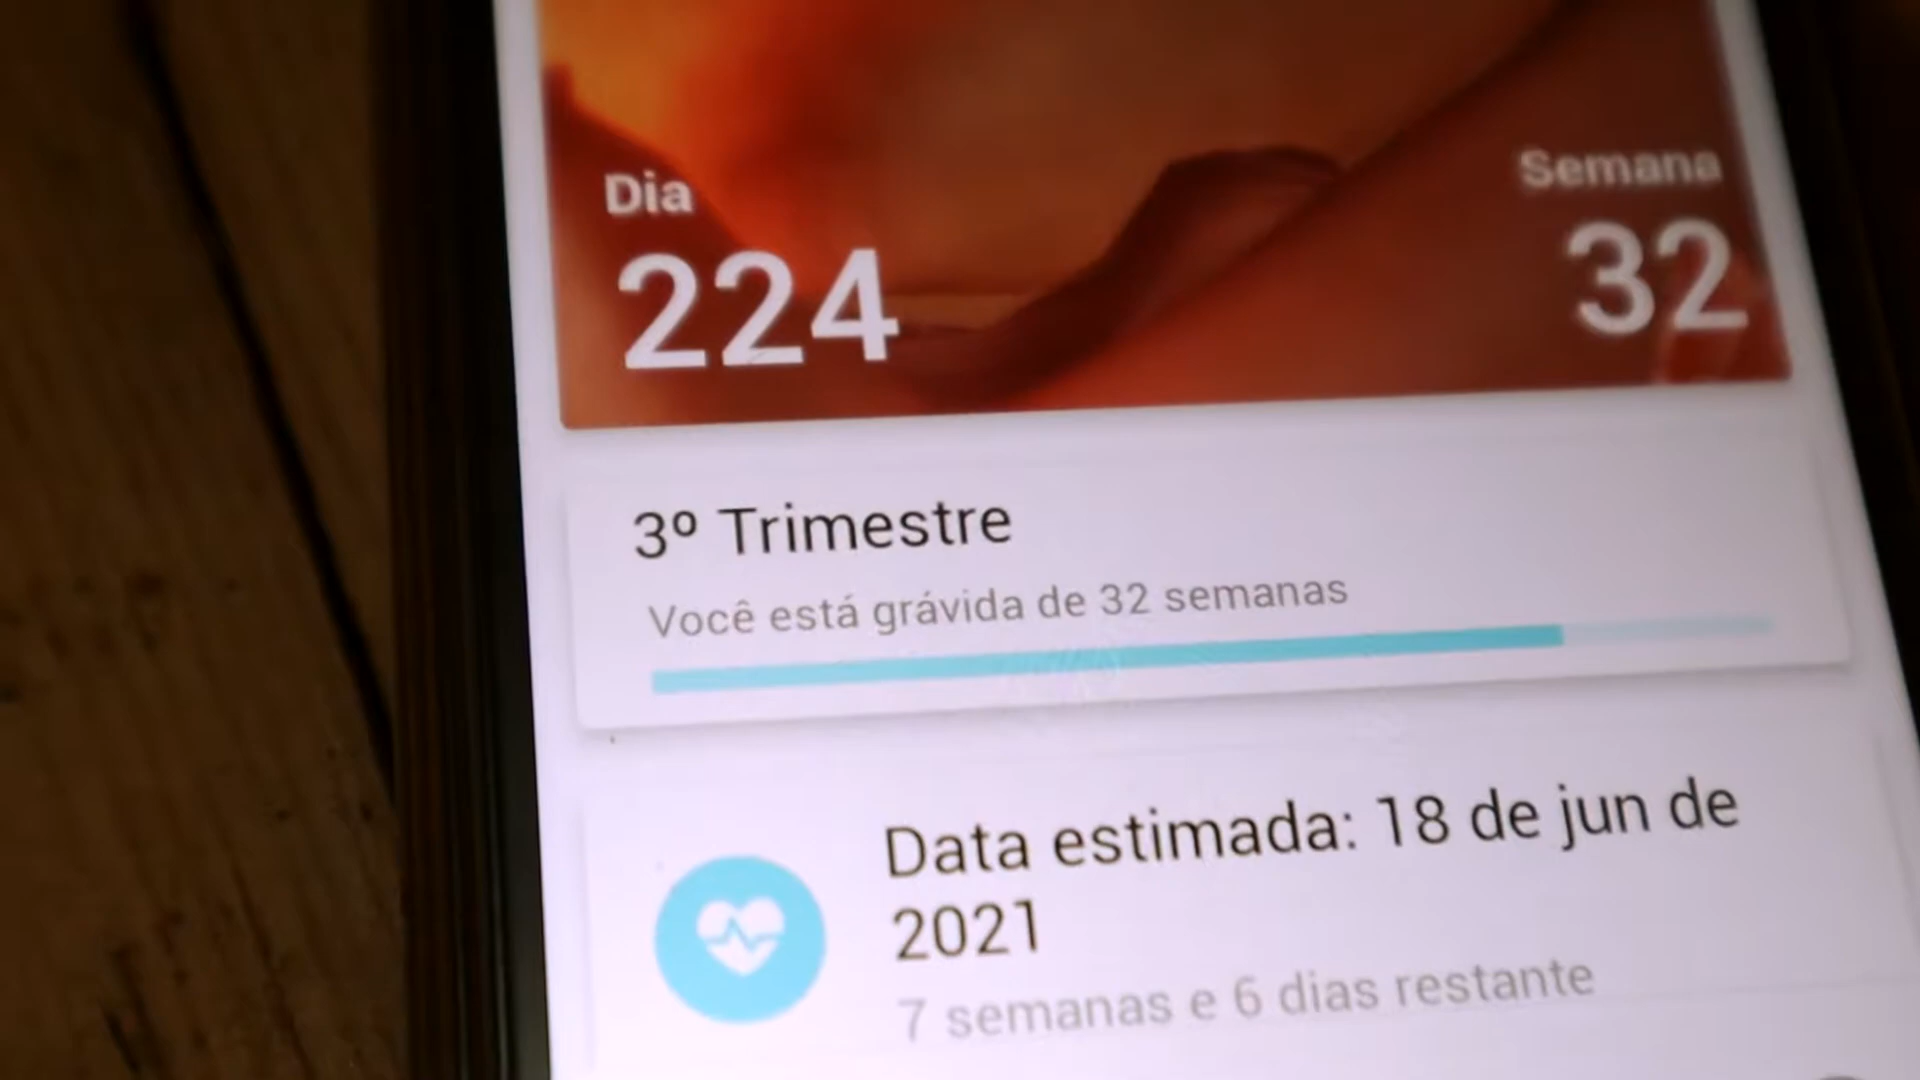 Dia
224
Semana
32
3º Trimestre
Você está grávida de 32 semanas
Data estimada: 18 de jun de
2021
7 semanas e 6 dias restante